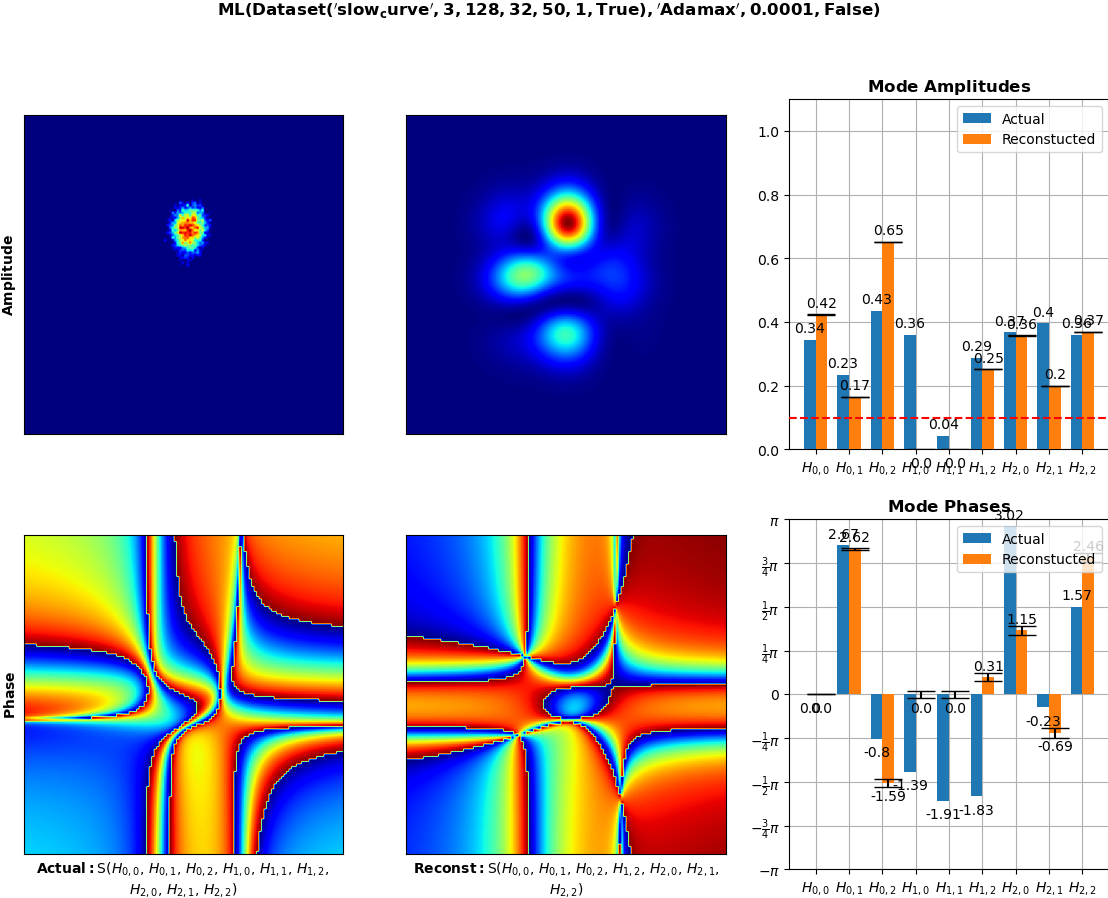 ML(Dataset('slow_curve', 3, 128, 32, 50, 1, True), 'Adamax', 0.0001, False)
Amplitude
Mode Amplitudes
Actual
Reconstucted
1.0
0.8
0.6
0.4
0.2
0.0
0.34
0.42
0.23
0.17
0.43
0.65
0.36
0.0
0.04
0.0
0.29
0.25
0.37
0.36
0.4
0.2
0.36
0.37
H0,0 H0,1 H0,2 H1,0 H1,1 H1,2 H2,0 H2,1 H2,2
Phase
Mode Phases
Actual
Reconstucted
π
3/4π
1/2π
1/4π
0
−1/4π
−1/2π
−3/4π
−π
0.0
0.0
2.67
2.62
-0.8
-1.59
-1.39
0.0
-1.91
0.0
-1.83
0.31
3.02
1.15
-0.23
-0.69
1.57
2.46
H0,0 H0,1 H0,2 H1,0 H1,1 H1,2 H2,0 H2,1 H2,2
Actual:S(H0,0, H0,1, H0,2, H1,0, H1,1, H1,2,
H2,0, H2,1, H2,2)
Reconst:S(H0,0, H0,1, H0,2, H1,2, H2,0, H2,1,
H2,2)